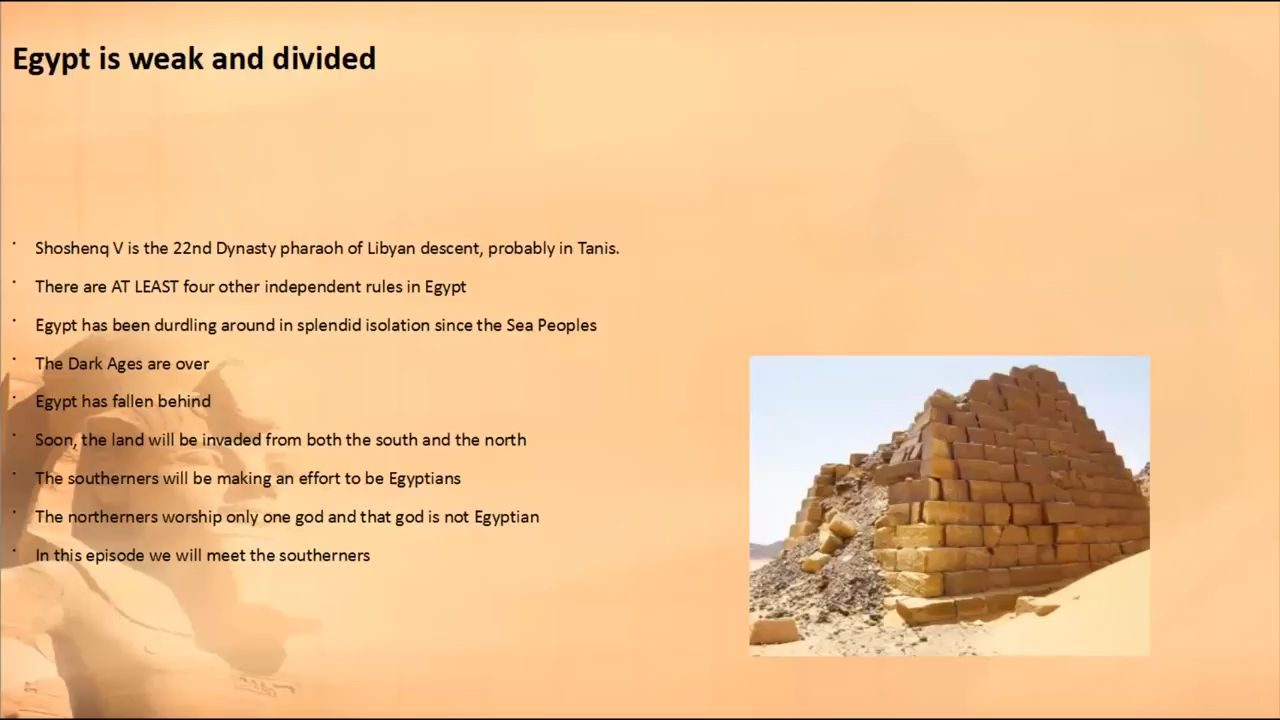 Egypt is weak and divided
· Shoshenq V is the 22nd Dynasty pharaoh of Libyan descent, probably in Tanis.
· There are AT LEAST four other independent rules in Egypt
· Egypt has been durdling around in splendid isolation since the Sea Peoples
· The Dark Ages are over
· Egypt has fallen behind
· Soon, the land will be invaded from both the south and the north
· The southerners will be making an effort to be Egyptians
· The northerners worship only one god and that god is not Egyptian
· In this episode we will meet the southerners